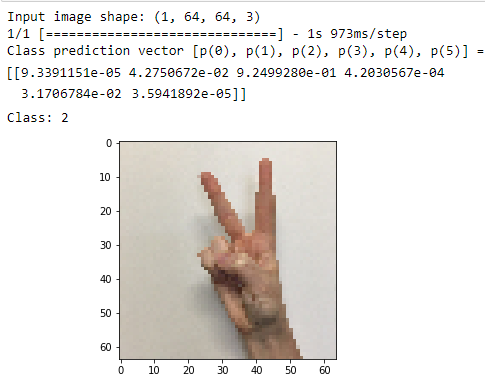 Input image shape: (1, 64, 64, 3)
1/1 [==============================] - 1s 973ms/step
Class prediction vector [p(0), p(1), p(2), p(3), p(4), p(5)] =
[[9.3391151e-05 4.2750672e-02 9.2499280e-01 4.2030567e-04
3.1706784e-02 3.5941892e-05]]
Class: 2
0
10
20
30
40
50
60
0 10 20 30 40 50 60